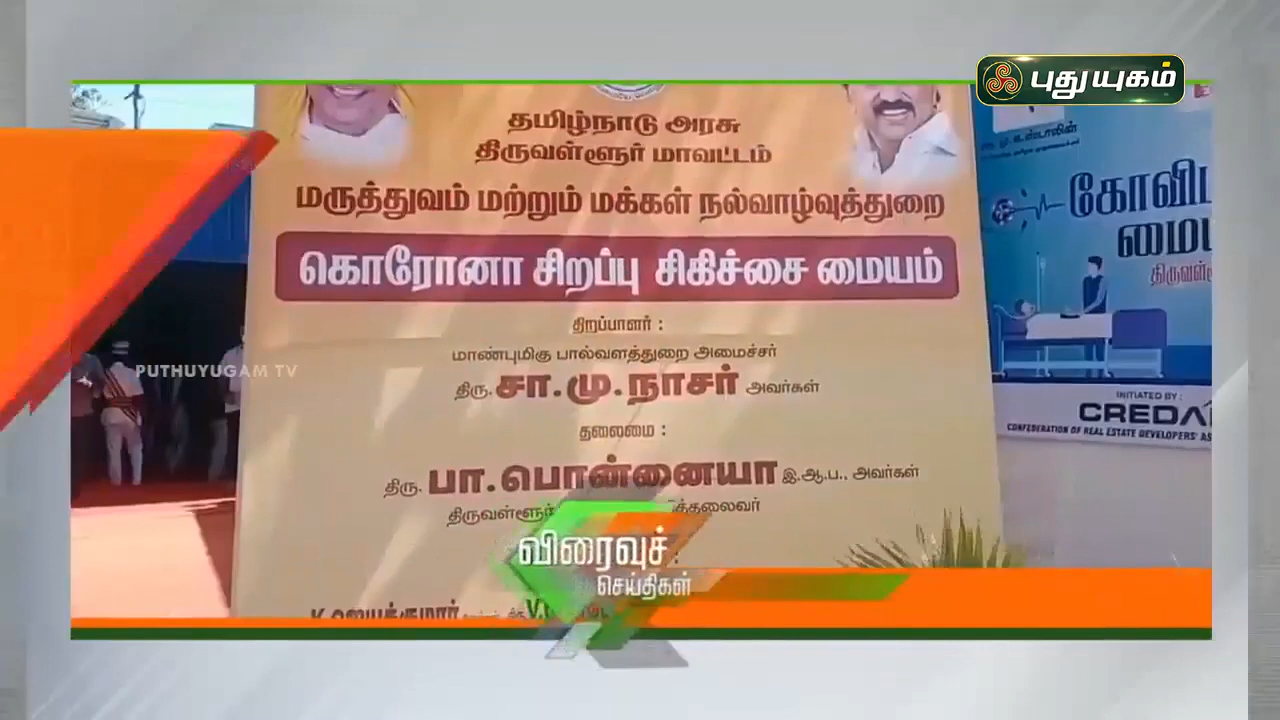 புதுயுகம்
தமிழ்நாடு அரசு
திருவள்ளூர் மாவட்டம்
மருத்துவம் மற்றும் மக்கள் நல்வாழ்வுத்துறை
கொரோனா சிறப்பு சிகிச்சை மையம்
திறப்பாளர் :
மாண்புமிகு பால்வளத்துறை அமைச்சர்
திரு. சா.மு.நாசர் அவர்கள்
தலைமை :
திரு. பா.பொன்னையா இ.ஆ.ப., அவர்கள்
திருவள்ளூர்
மு.க.ஸ்டாலின்
INITIATED BY :
CREDA
CONFEDERATION OF REAL ESTATE DEVELOPERS' AS
PUTHUYUGAM TV
விரைவுச்
செய்திகள்